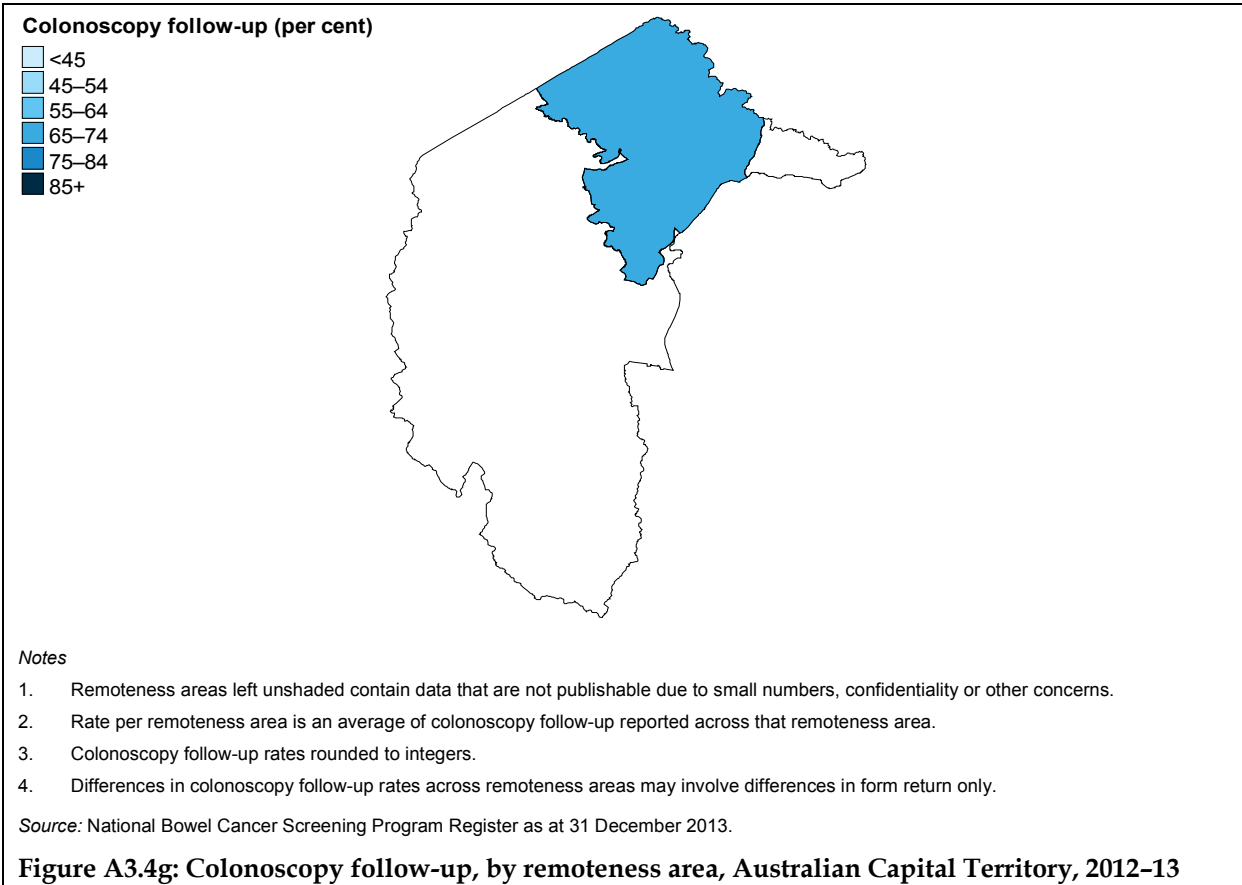 Colonoscopy follow-up (per cent)
<45
45–54
55–64
65–74
75–84
85+
Notes
1. Remoteness areas left unshaded contain data that are not publishable due to small numbers, confidentiality or other concerns.
2. Rate per remoteness area is an average of colonoscopy follow-up reported across that remoteness area.
3. Colonoscopy follow-up rates rounded to integers.
4. Differences in colonoscopy follow-up rates across remoteness areas may involve differences in form return only.
Source: National Bowel Cancer Screening Program Register as at 31 December 2013.
Figure A3.4g: Colonoscopy follow-up, by remoteness area, Australian Capital Territory, 2012–13